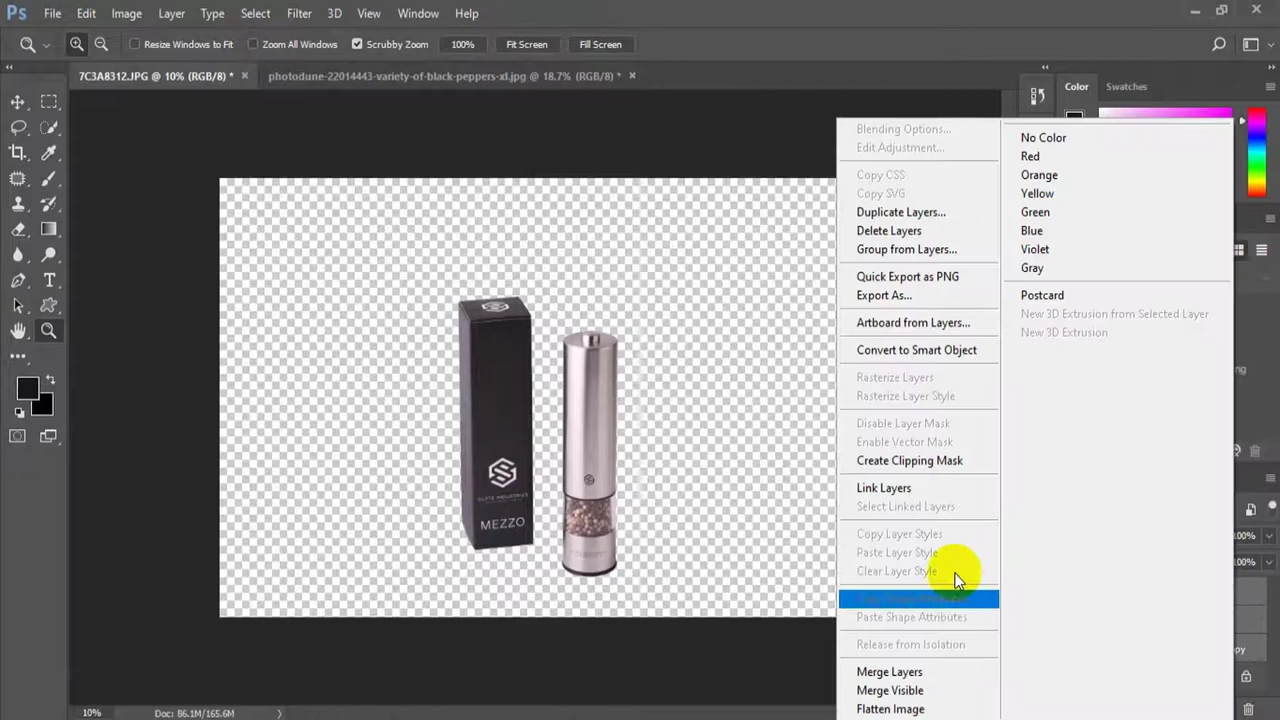 Ps File Edit Image Layer Type Select Filter 3D View Window Help
Resize Windows to Fit Zoom All Windows Scrubby Zoom 100% Fit Screen Fill Screen
7C3A8312.JPG @ 10% (RGB/8) * photodune-22014443-variety-of-black-peppers-xl.jpg @ 18.7% (RGB/8) *
Color Swatches
Blending Options...
Edit Adjustment...
Copy CSS
Copy SVG
Duplicate Layers...
Delete Layers
Group from Layers...
Quick Export as PNG
Export As...
Artboard from Layers...
Convert to Smart Object
Rasterize Layers
Rasterize Layer Style
Disable Layer Mask
Enable Vector Mask
Create Clipping Mask
Link Layers
Select Linked Layers
Copy Layer Styles
Paste Layer Style
Clear Layer Style
Paste Shape Attributes
Release from Isolation
Merge Layers
Merge Visible
Flatten Image
No Color
Red
Orange
Yellow
Green
Blue
Violet
Gray
Postcard
New 3D Extrusion from Selected Layer
New 3D Extrusion
MEZZO
100%
100%
10% Doc: 86.1M/165.6M